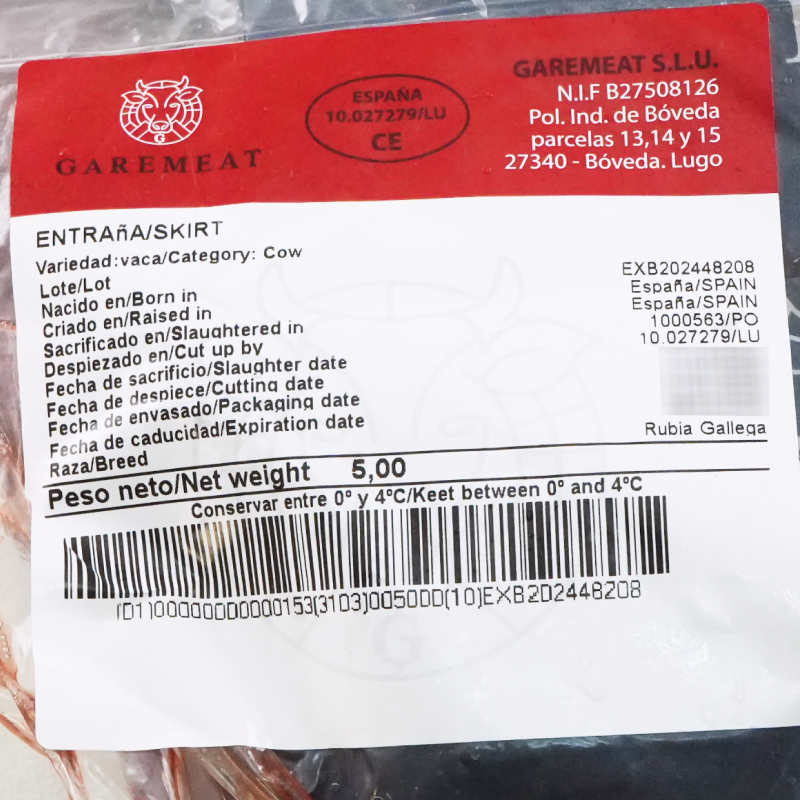 GAREMEAT
ESPAÑA
10.027279/LU
CE
GAREMEAT S.L.U.
N.I.F B27508126
Pol. Ind. de Bóveda
parcelas 13,14 y 15
27340 - Bóveda. Lugo
ENTRAñA/SKIRT
Variedad:vaca/Category: Cow
Lote/Lot EXB202448208
Nacido en/Born in España/SPAIN
Criado en/Raised in España/SPAIN
Sacrificado en/Slaughtered in 1000563/PO
Despiezado en/Cut up by 10.027279/LU
Fecha de sacrificio/Slaughter date
Fecha de despiece/Cutting date
Fecha de envasado/Packaging date
Fecha de caducidad/Expiration date
Raza/Breed Rubia Gallega
Peso neto/Net weight 5,00
Conservar entre 0º y 4ºC/Keet between 0º and 4ºC
(01)00000000000153(3103)005000(10)EXB202448208